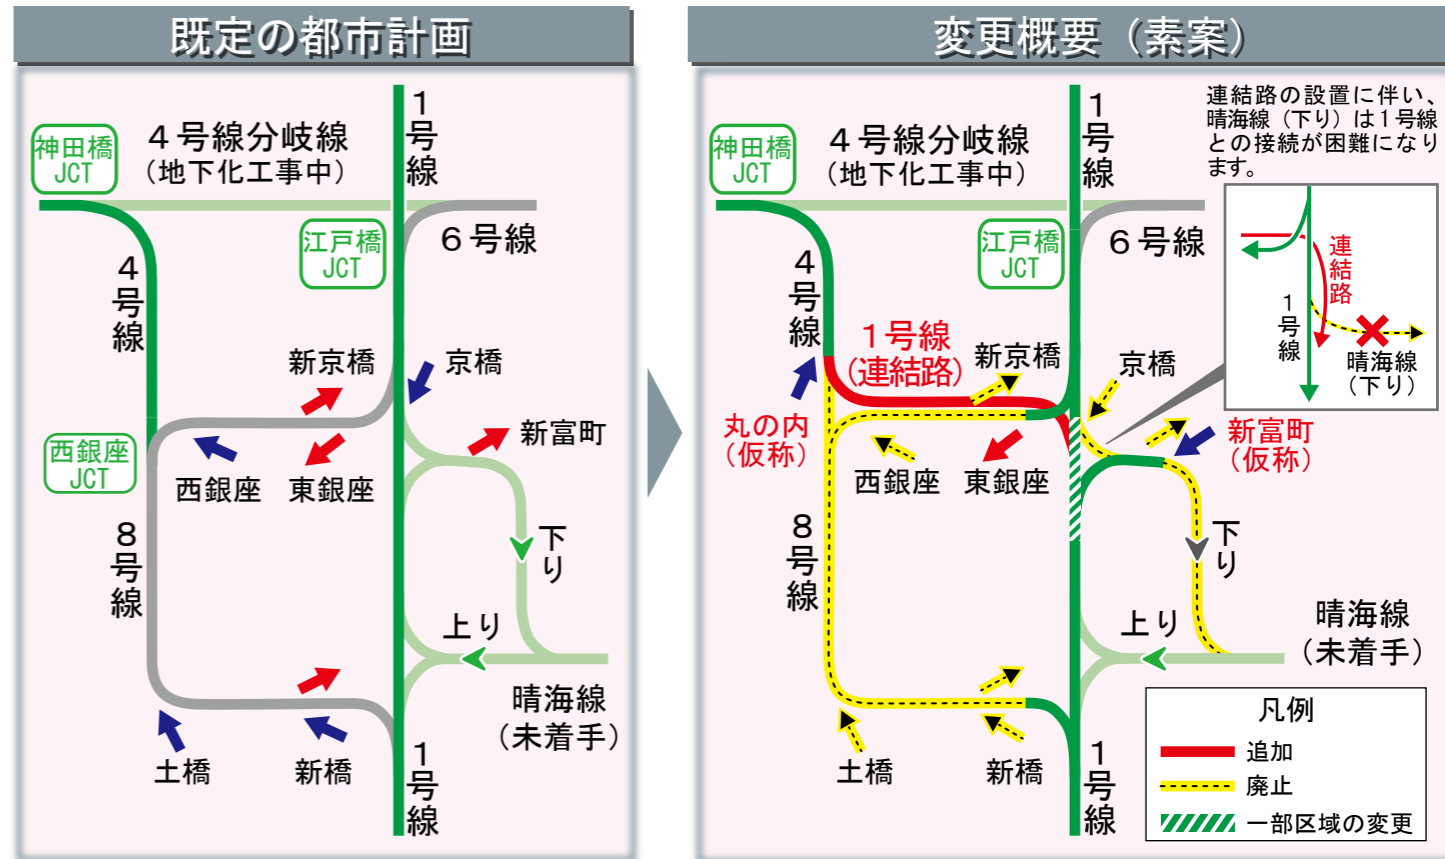 既定の都市計画
1号線
4号線分岐線
(地下化工事中)
神田橋
JCT
江戸橋
JCT
6号線
4号線
新京橋
京橋
新富町
西銀座
JCT
西銀座
東銀座
8号線
下り
上り
晴海線
(未着手)
土橋
新橋
1号線
変更概要(素案)
連結路の設置に伴い、
晴海線(下り)は1号線
との接続が困難になり
ます。
1号線
4号線分岐線
(地下化工事中)
神田橋
JCT
江戸橋
JCT
6号線
4号線
連結路
1号線
晴海線
(下り)
1号線
(連結路)
新京橋
京橋
丸の内
(仮称)
新富町
(仮称)
西銀座
東銀座
8号線
下り
上り
晴海線
(未着手)
土橋
新橋
1号線
凡例
追加
廃止
一部区域の変更